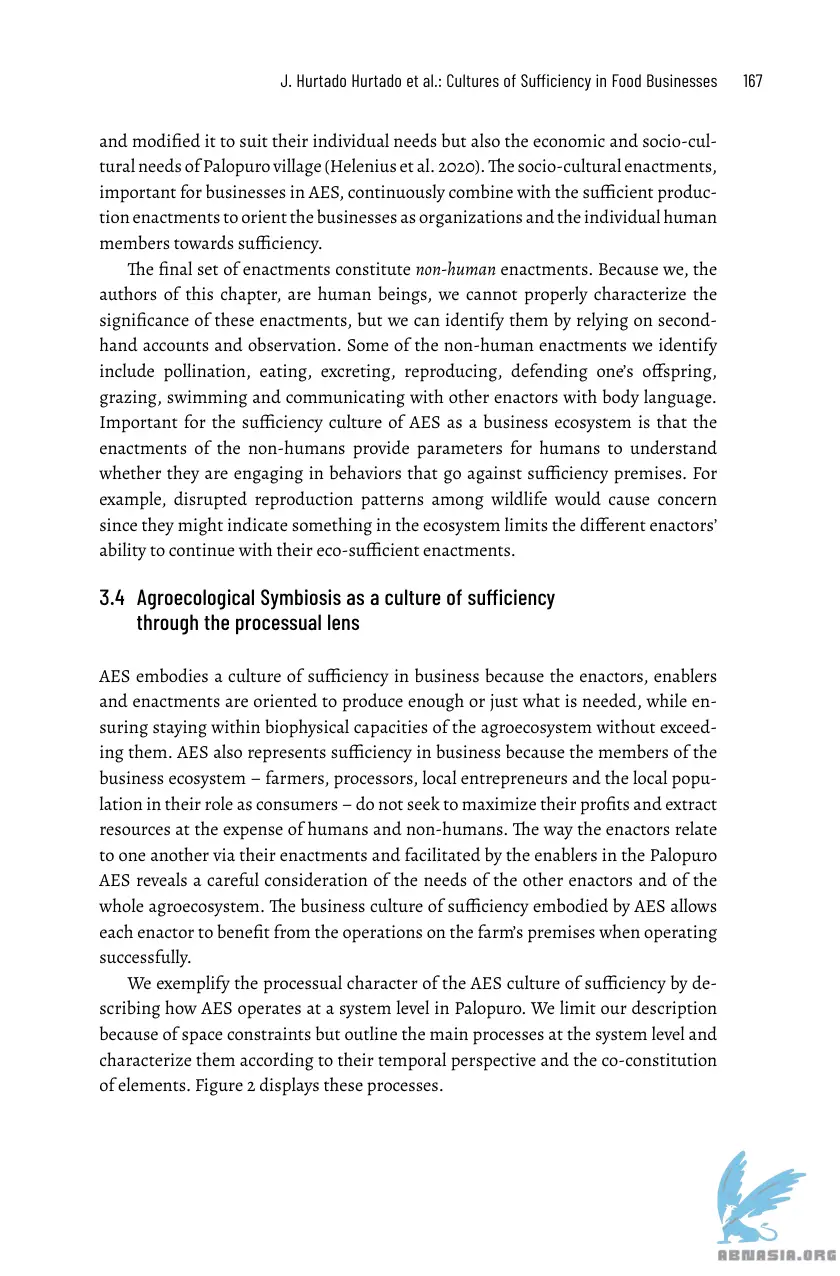 J. Hurtado Hurtado et al.: Cultures of Sufficiency in Food Businesses 167
and modified it to suit their individual needs but also the economic and socio-cul-
tural needs of Palopuro village (Helenius et al. 2020). The socio-cultural enactments,
important for businesses in AES, continuously combine with the sufficient produc-
tion enactments to orient the businesses as organizations and the individual human
members towards sufficiency.
The final set of enactments constitute non-human enactments. Because we, the
authors of this chapter, are human beings, we cannot properly characterize the
significance of these enactments, but we can identify them by relying on second-
hand accounts and observation. Some of the non-human enactments we identify
include pollination, eating, excreting, reproducing, defending one’s offspring,
grazing, swimming and communicating with other enactors with body language.
Important for the sufficiency culture of AES as a business ecosystem is that the
enactments of the non-humans provide parameters for humans to understand
whether they are engaging in behaviors that go against sufficiency premises. For
example, disrupted reproduction patterns among wildlife would cause concern
since they might indicate something in the ecosystem limits the different enactors’
ability to continue with their eco-sufficient enactments.
3.4 Agroecological Symbiosis as a culture of sufficiency
through the processual lens
AES embodies a culture of sufficiency in business because the enactors, enablers
and enactments are oriented to produce enough or just what is needed, while en-
suring staying within biophysical capacities of the agroecosystem without exceed-
ing them. AES also represents sufficiency in business because the members of the
business ecosystem – farmers, processors, local entrepreneurs and the local popu-
lation in their role as consumers – do not seek to maximize their profits and extract
resources at the expense of humans and non-humans. The way the enactors relate
to one another via their enactments and facilitated by the enablers in the Palopuro
AES reveals a careful consideration of the needs of the other enactors and of the
whole agroecosystem. The business culture of sufficiency embodied by AES allows
each enactor to benefit from the operations on the farm’s premises when operating
successfully.
We exemplify the processual character of the AES culture of sufficiency by de-
scribing how AES operates at a system level in Palopuro. We limit our description
because of space constraints but outline the main processes at the system level and
characterize them according to their temporal perspective and the co-constitution
of elements. Figure 2 displays these processes.
ABNASIA.ORG